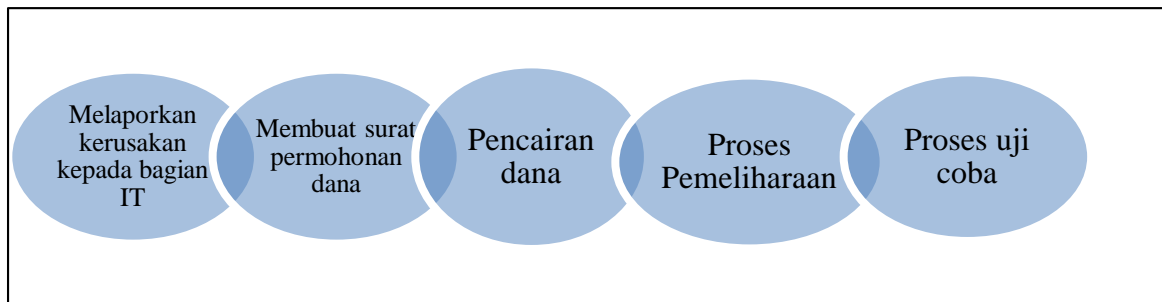 Melaporkan
kerusakan
kepada bagian
IT
Membuat surat
permohonan
dana
Pencairan
dana
Proses
Pemeliharaan
Proses uji
coba